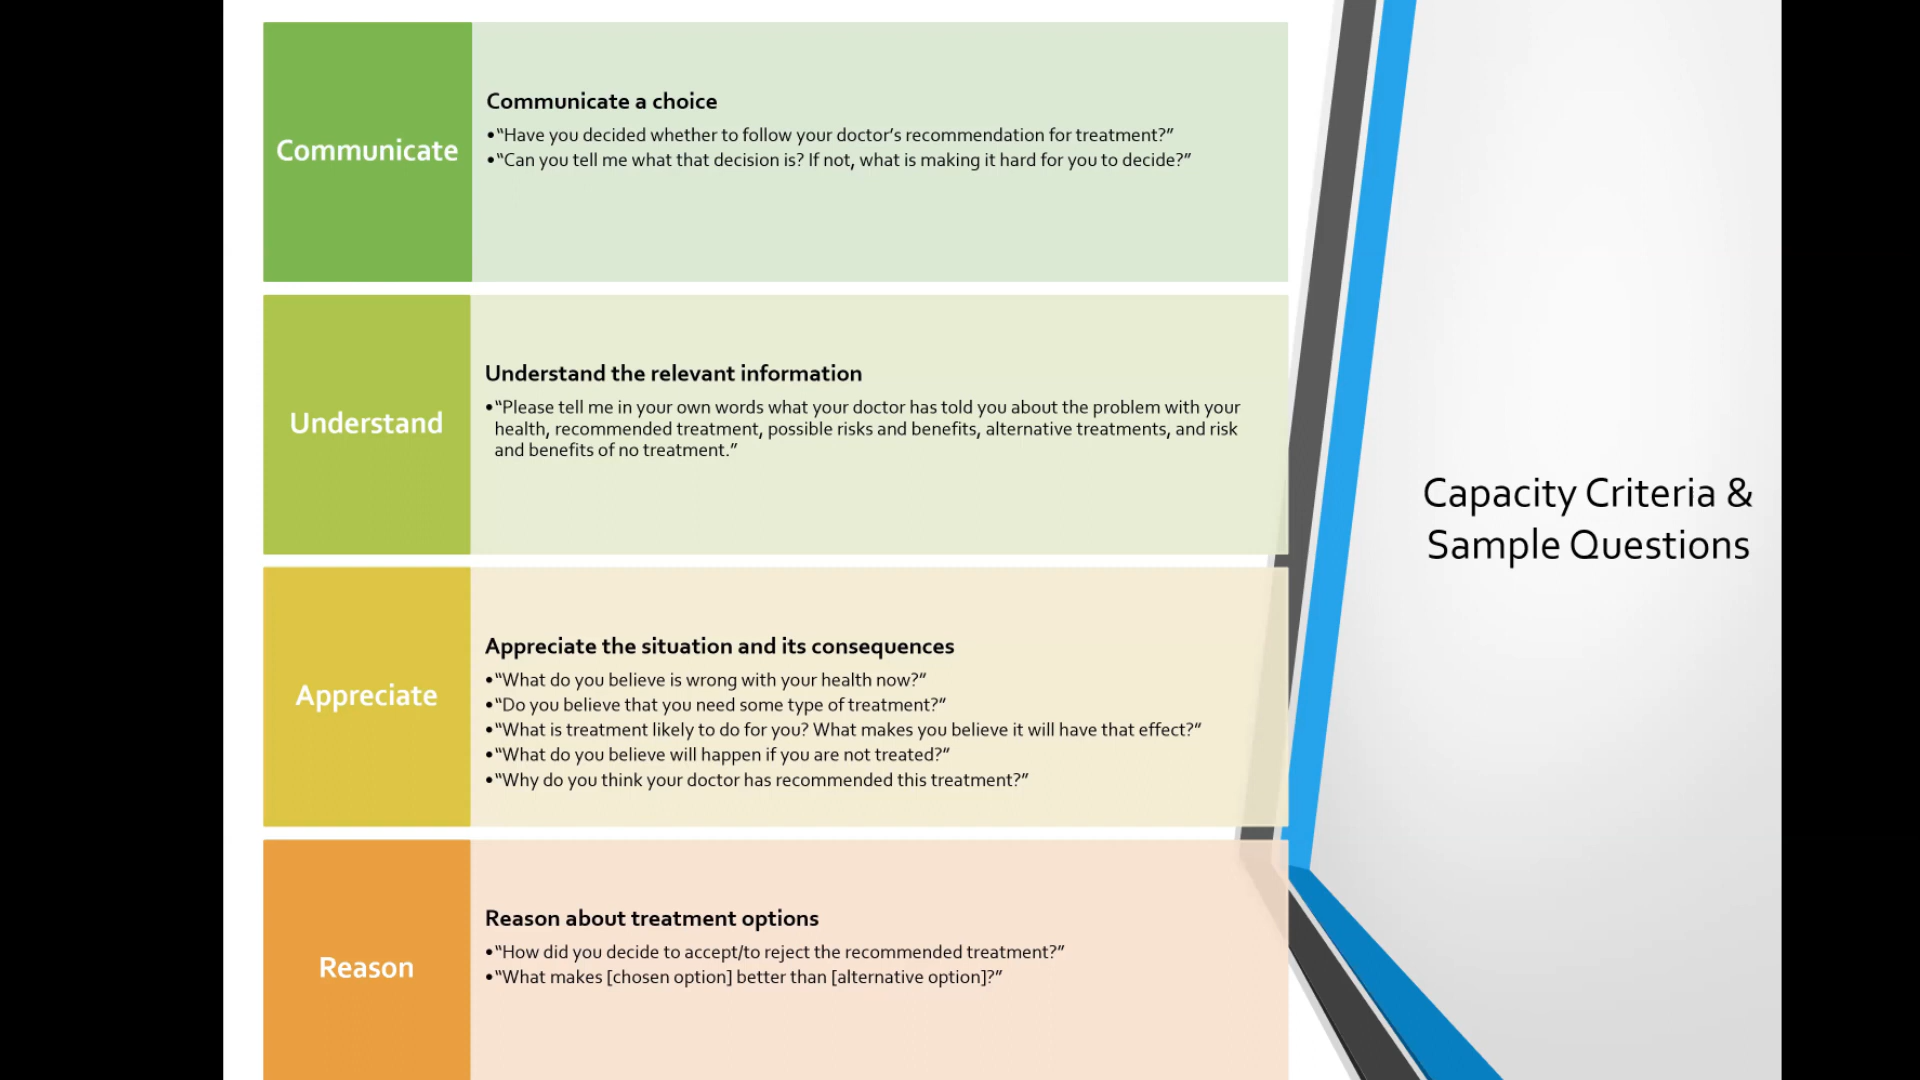 Communicate
Communicate a choice
•“Have you decided whether to follow your doctor’s recommendation for treatment?”
•“Can you tell me what that decision is? If not, what is making it hard for you to decide?”
Understand
Understand the relevant information
•“Please tell me in your own words what your doctor has told you about the problem with your
health, recommended treatment, possible risks and benefits, alternative treatments, and risk
and benefits of no treatment.”
Appreciate
Appreciate the situation and its consequences
•“What do you believe is wrong with your health now?”
•“Do you believe that you need some type of treatment?”
•“What is treatment likely to do for you? What makes you believe it will have that effect?”
•“What do you believe will happen if you are not treated?”
•“Why do you think your doctor has recommended this treatment?”
Reason
Reason about treatment options
•“How did you decide to accept/to reject the recommended treatment?”
•“What makes [chosen option] better than [alternative option]?”
Capacity Criteria &
Sample Questions